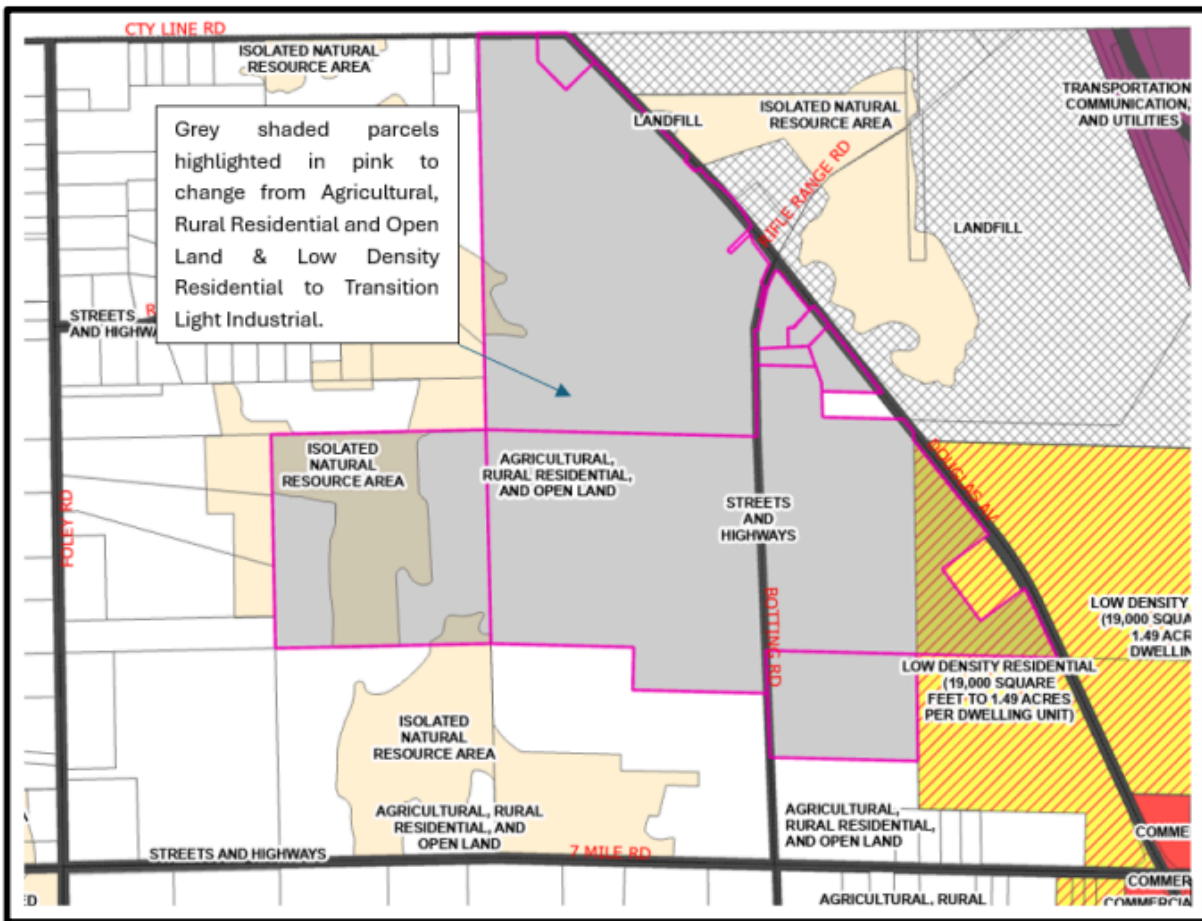 CTY LINE RD
ISOLATED NATURAL
RESOURCE AREA
Grey shaded parcels
highlighted in pink to
change from Agricultural,
Rural Residential and Open
Land & Low Density
Residential to Transition
Light Industrial.
LANDFILL
ISOLATED NATURAL
RESOURCE AREA
TRANSPORTATION
COMMUNICATION,
AND UTILITIES
RIFLE RANGE RD
LANDFILL
STREETS
AND HIGHWA
ISOLATED
NATURAL
RESOURCE AREA
AGRICULTURAL,
RURAL RESIDENTIAL,
AND OPEN LAND
STREETS
AND
HIGHWAYS
DOUGLAS AV
FOLEY RD
BOTTING RD
LOW DENSITY
(19,000 SQUA
1.49 ACR
DWELLIN
LOW DENSITY RESIDENTIAL
(19,000 SQUARE
FEET TO 1.49 ACRES
PER DWELLING UNIT)
ISOLATED
NATURAL
RESOURCE AREA
AGRICULTURAL, RURAL
RESIDENTIAL, AND
OPEN LAND
AGRICULTURAL,
RURAL RESIDENTIAL,
AND OPEN LAND
STREETS AND HIGHWAYS
7 MILE RD
COMME
COMMER
COMMERCIA
AGRICULTURAL, RURAL
ED